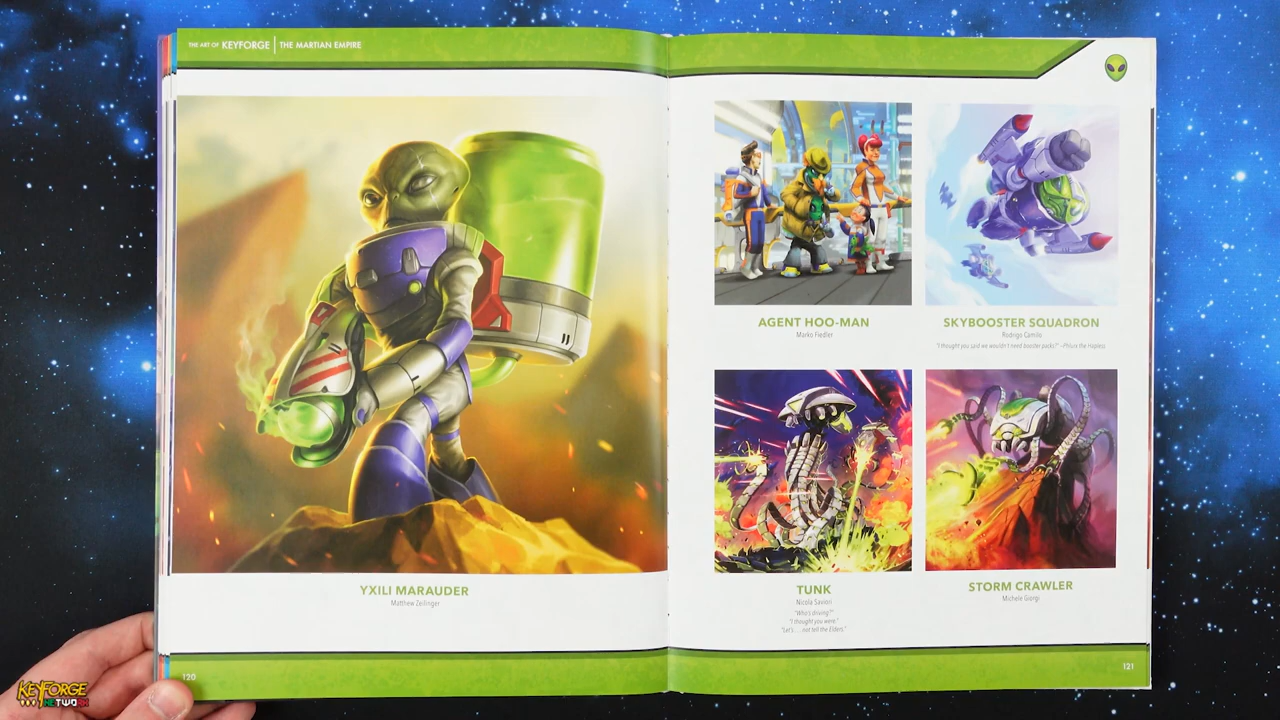 THE ART OF KEYFORGE | THE MARTIAN EMPIRE
YXILI MARAUDER
Matthew Zeilinger
120
AGENT HOO-MAN
Marko Fiedler
SKYBOOSTER SQUADRON
Rodrigo Camilo
"I thought you said we wouldn't need booster packs?" –Philux the Hapless
TUNK
Nicola Saviori
"Who's driving?"
"I thought you were."
"Let's . . . not tell the Elders."
STORM CRAWLER
Michele Giorgi
121
KEYFORGE
NETWORK